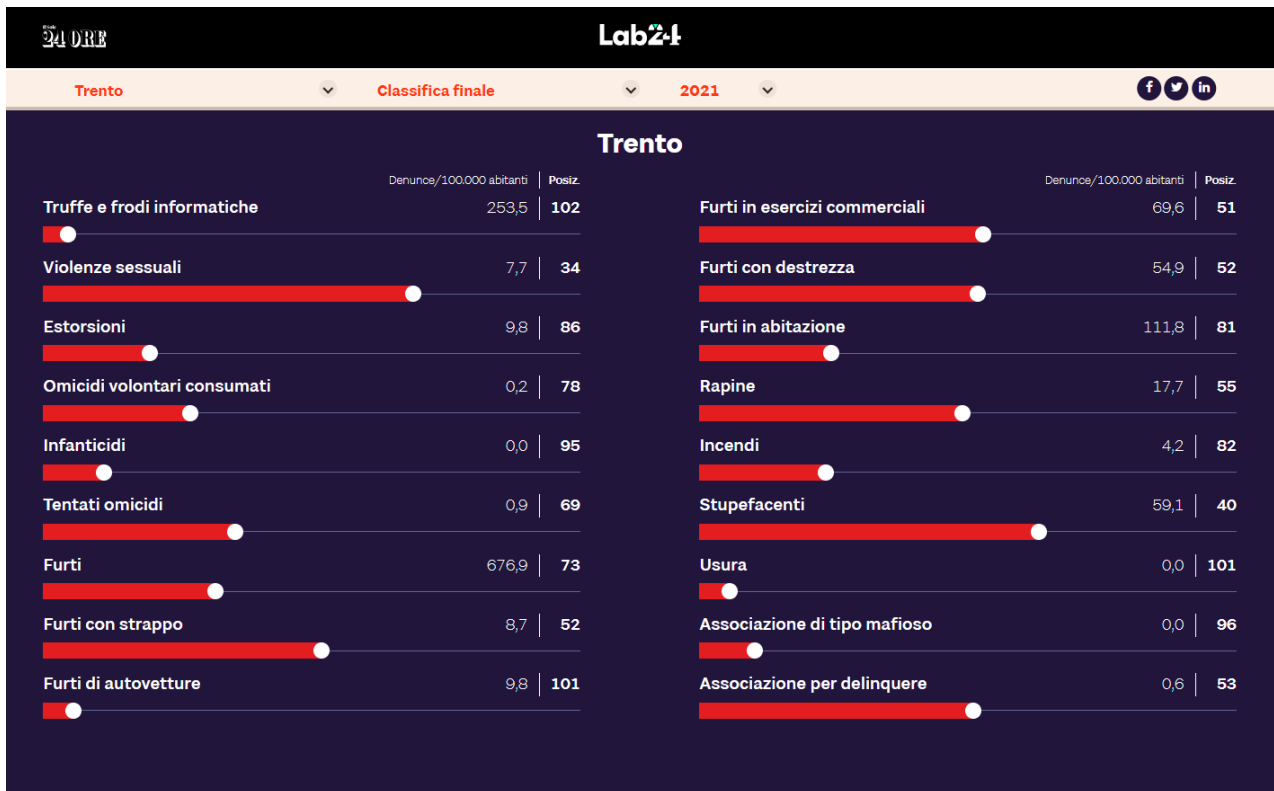 Il Sole
24 ORE
Lab24
Trento
Classifica finale
2021
Trento
Denunce/100.000 abitanti Posiz.
Truffe e frodi informatiche 253,5 102
Violenze sessuali 7,7 34
Estorsioni 9,8 86
Omicidi volontari consumati 0,2 78
Infanticidi 0,0 95
Tentati omicidi 0,9 69
Furti 676,9 73
Furti con strappo 8,7 52
Furti di autovetture 9,8 101
Denunce/100.000 abitanti Posiz.
Furti in esercizi commerciali 69,6 51
Furti con destrezza 54,9 52
Furti in abitazione 111,8 81
Rapine 17,7 55
Incendi 4,2 82
Stupefacenti 59,1 40
Usura 0,0 101
Associazione di tipo mafioso 0,0 96
Associazione per delinquere 0,6 53